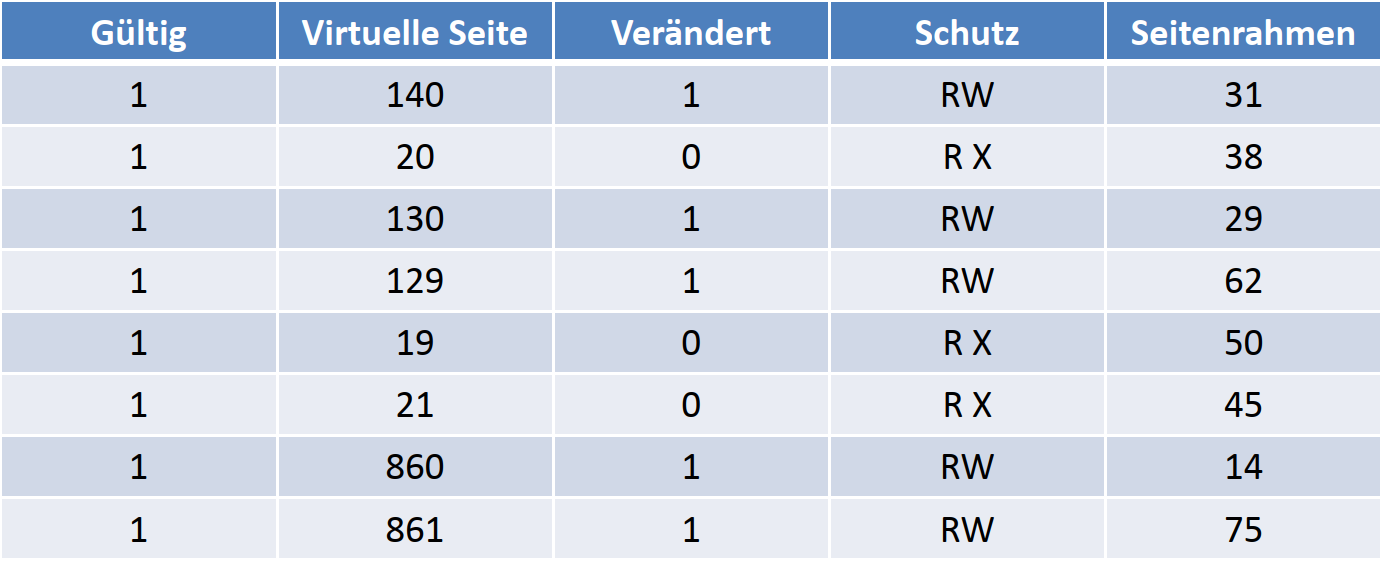 Gültig Virtuelle Seite Verändert Schutz Seitenrahmen
1 140 1 RW 31
1 20 0 R X 38
1 130 1 RW 29
1 129 1 RW 62
1 19 0 R X 50
1 21 0 R X 45
1 860 1 RW 14
1 861 1 RW 75